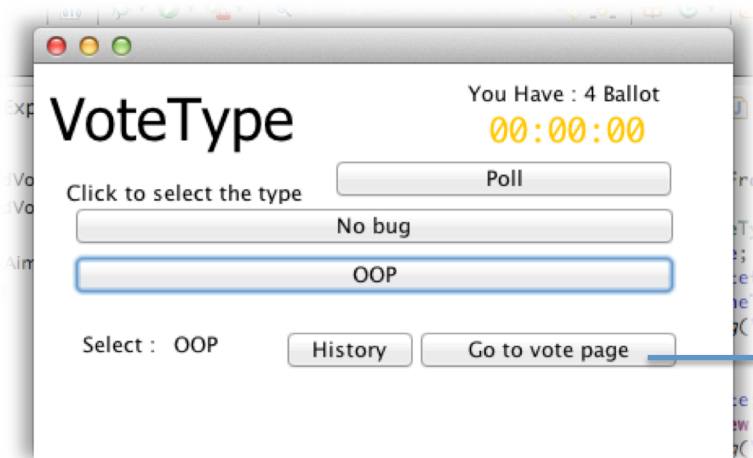 VoteType
You Have : 4 Ballot
00:00:00
Poll
Click to select the type
No bug
OOP
Select : OOP
History
Go to vote page